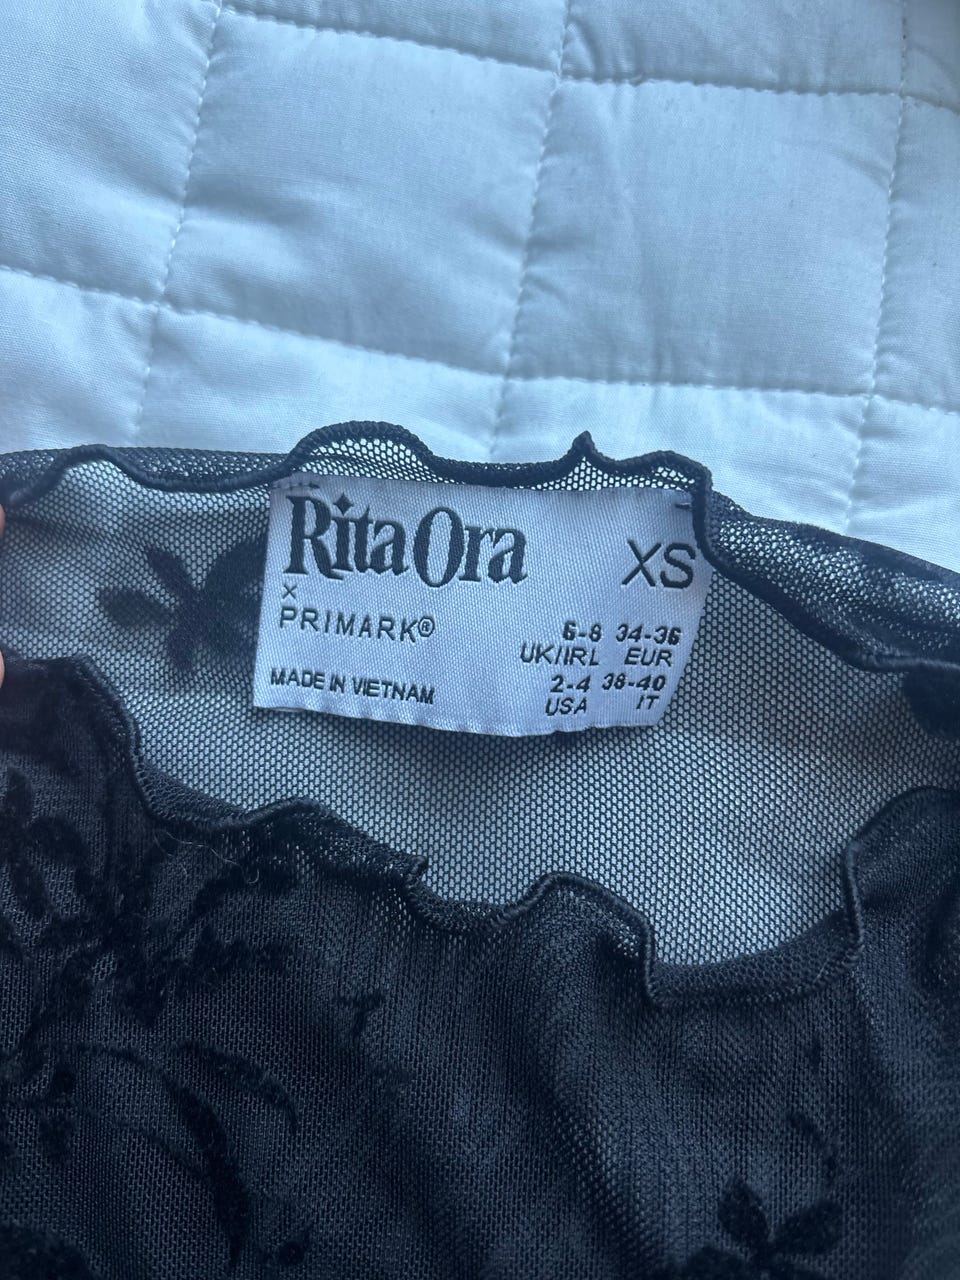 Rita Ora XS
x
PRIMARK®
6-8 34-36
UK/IRL EUR
MADE IN VIETNAM
2-4 38-40
USA IT